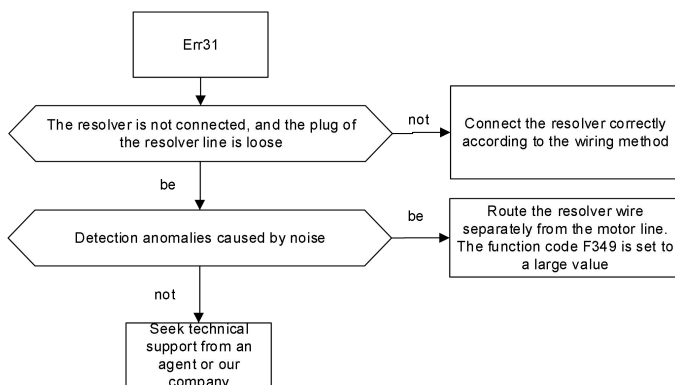 Err31
The resolver is not connected, and the plug of
the resolver line is loose
not
Connect the resolver correctly
according to the wiring method
be
Detection anomalies caused by noise
be
Route the resolver wire
separately from the motor line.
The function code F349 is set to
a large value
not
Seek technical
support from an
agent or our
company